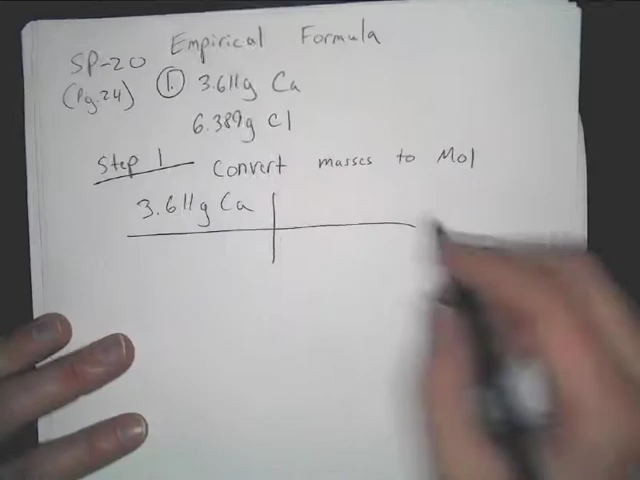 Empirical Formula
SP-20
(Pg.24)
1. 3.611g Ca
6.389g Cl
Step 1 Convert masses to Mol
3.611g Ca